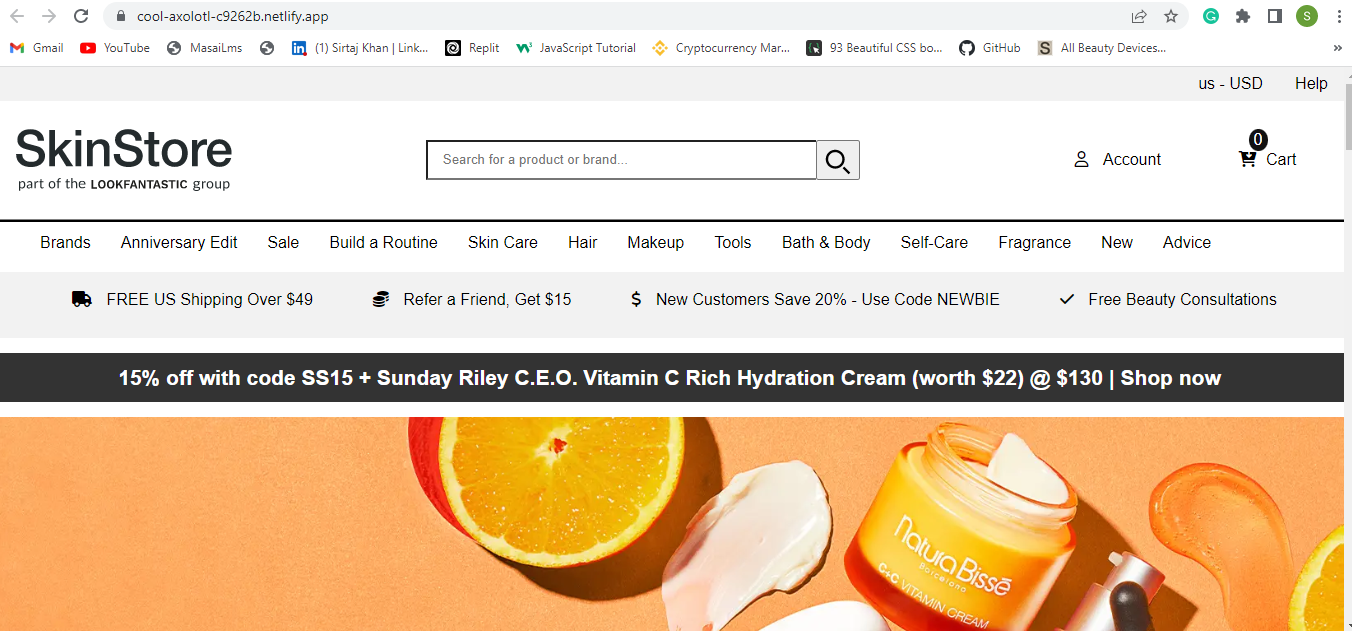 cool-axolotl-c9262b.netlify.app
S
Gmail YouTube MasaiLms (1) Sirtaj Khan | Link... Replit JavaScript Tutorial Cryptocurrency Mar... 93 Beautiful CSS bo... GitHub All Beauty Devices... »
us - USD Help
SkinStore
part of the LOOKFANTASTIC group
Search for a product or brand...
Account
0
Cart
Brands Anniversary Edit Sale Build a Routine Skin Care Hair Makeup Tools Bath & Body Self-Care Fragrance New Advice
FREE US Shipping Over $49 Refer a Friend, Get $15 $ New Customers Save 20% - Use Code NEWBIE Free Beauty Consultations
15% off with code SS15 + Sunday Riley C.E.O. Vitamin C Rich Hydration Cream (worth $22) @ $130 | Shop now
Natura Bissé
Barcelona
C+C VITAMIN CREAM